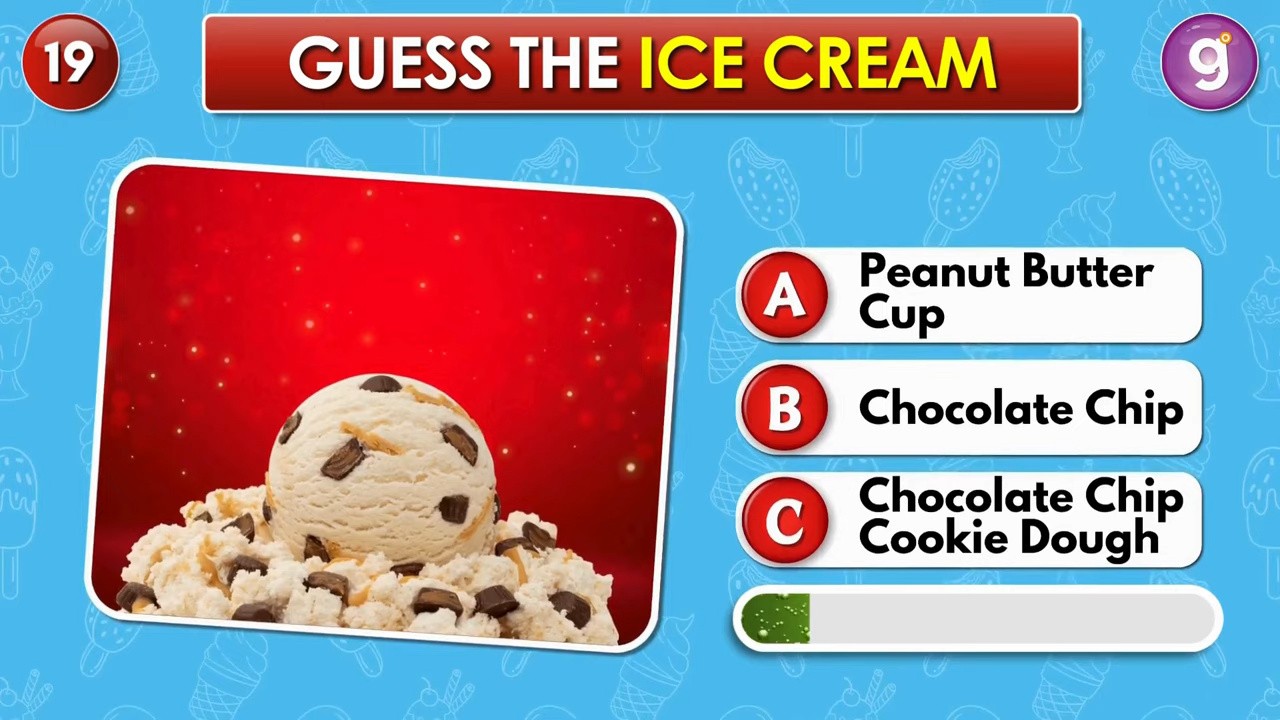 19
GUESS THE ICE CREAM
g
A
Peanut Butter
Cup
B
Chocolate Chip
C
Chocolate Chip
Cookie Dough